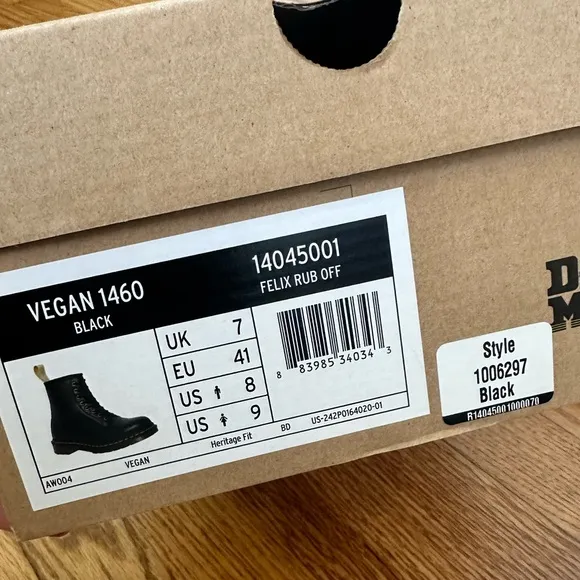 VEGAN 1460
BLACK
14045001
FELIX RUB OFF
UK 7
EU 41
US 8
US 9
8 83985 34034 3
AW004
VEGAN
Heritage Fit
BD
US-242P0164020-01
Style
1006297
Black
R14045001000070